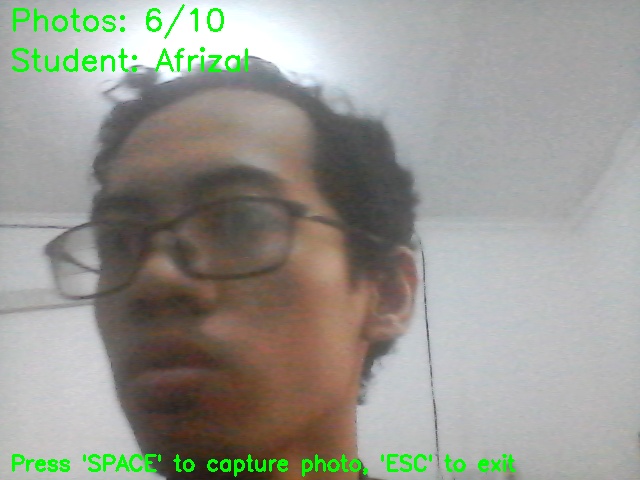 Photos: 6/10
Student: Afrizal
Press 'SPACE' to capture photo, 'ESC' to exit